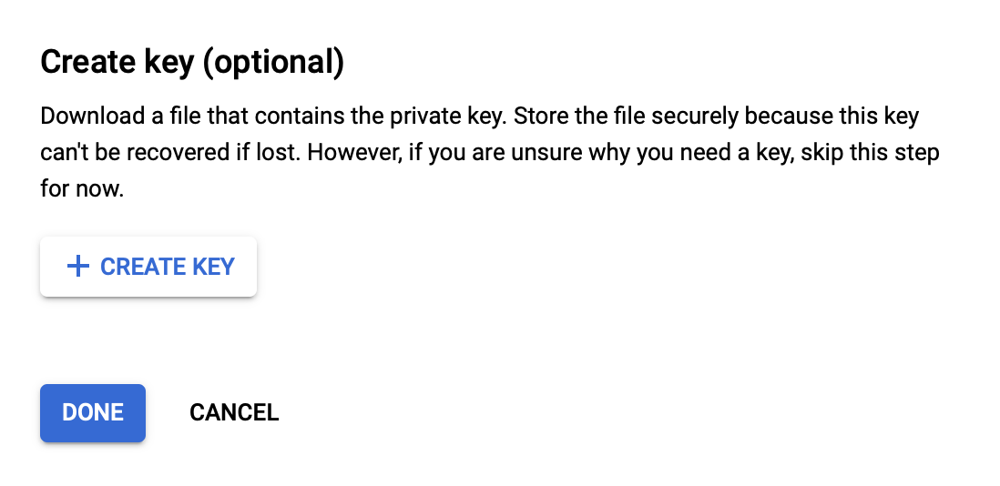 Create key (optional)
Download a file that contains the private key. Store the file securely because this key
can't be recovered if lost. However, if you are unsure why you need a key, skip this step
for now.
CREATE KEY
DONE CANCEL